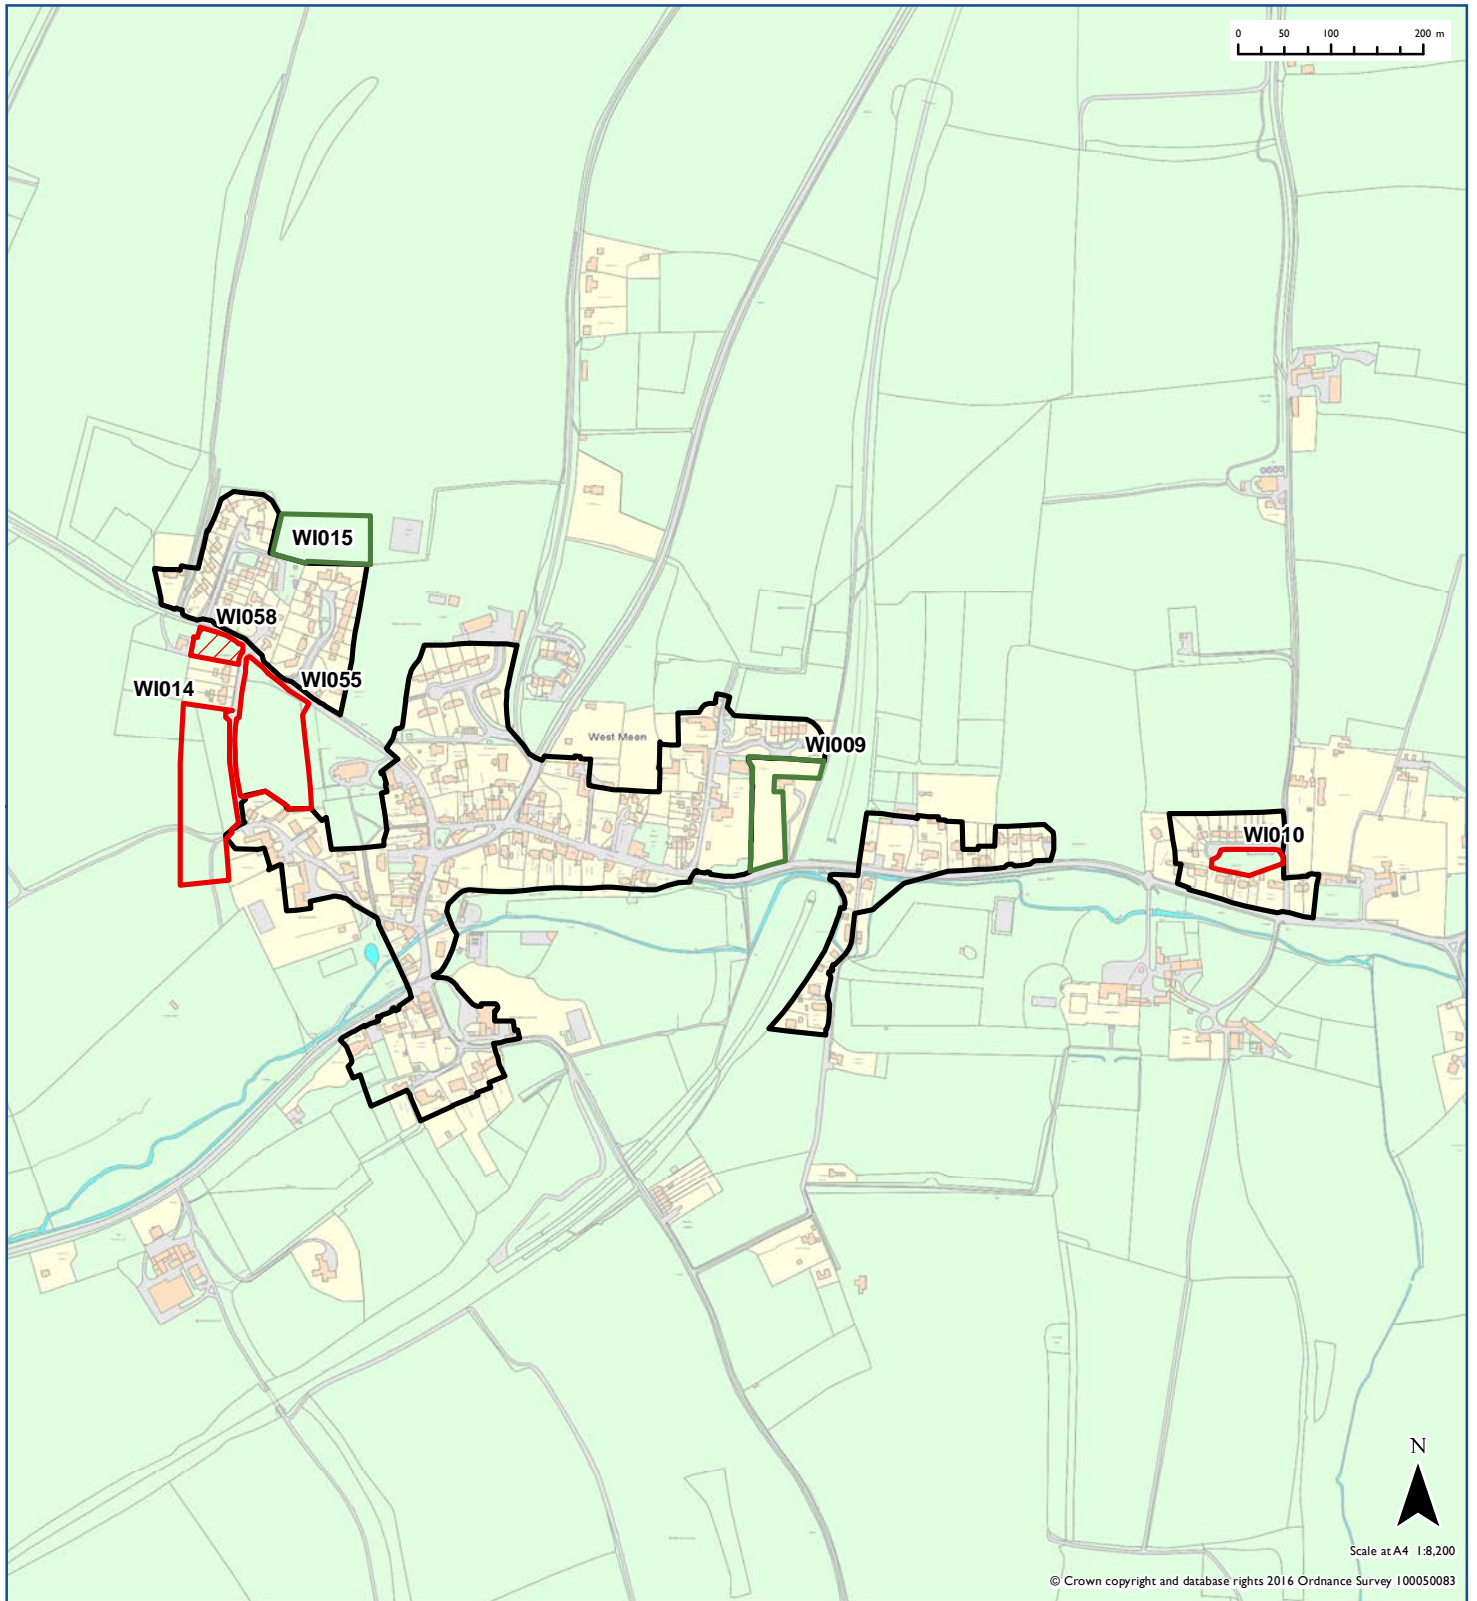 0 50 100 200 m
WI015
WI058
WI055
WI014
West Meon
WI009
WI010
N
Scale at A4 1:8,200
© Crown copyright and database rights 2016 Ordnance Survey 100050083